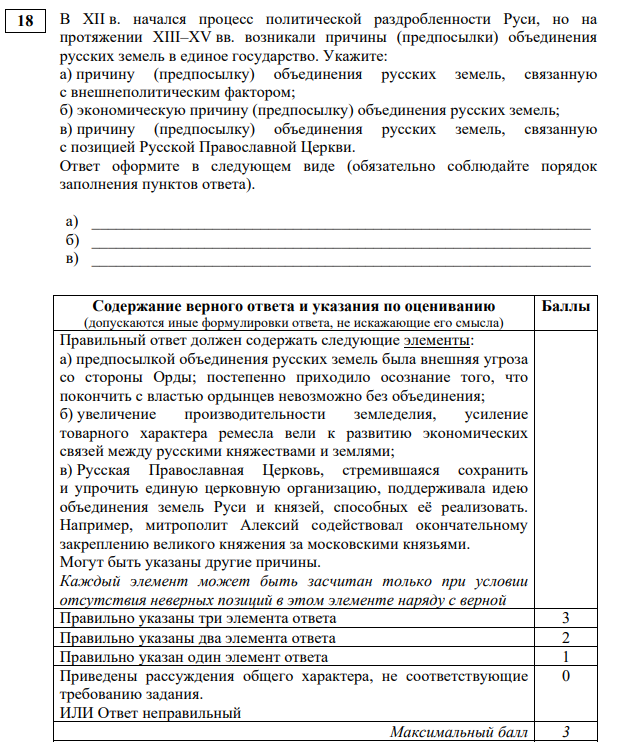 18
В XII в. начался процесс политической раздробленности Руси, но на
протяжении XIII–XV вв. возникали причины (предпосылки) объединения
русских земель в единое государство. Укажите:
а) причину (предпосылку) объединения русских земель, связанную
с внешнеполитическим фактором;
б) экономическую причину (предпосылку) объединения русских земель;
в) причину (предпосылку) объединения русских земель, связанную
с позицией Русской Православной Церкви.
Ответ оформите в следующем виде (обязательно соблюдайте порядок
заполнения пунктов ответа).
а)
б)
в)
Содержание верного ответа и указания по оцениванию Баллы
(допускаются иные формулировки ответа, не искажающие его смысла)
Правильный ответ должен содержать следующие элементы:
а) предпосылкой объединения русских земель была внешняя угроза
со стороны Орды; постепенно приходило осознание того, что
покончить с властью ордынцев невозможно без объединения;
б) увеличение производительности земледелия, усиление
товарного характера ремесла вели к развитию экономических
связей между русскими княжествами и землями;
в) Русская Православная Церковь, стремившаяся сохранить
и упрочить единую церковную организацию, поддерживала идею
объединения земель Руси и князей, способных её реализовать.
Например, митрополит Алексий содействовал окончательному
закреплению великого княжения за московскими князьями.
Могут быть указаны другие причины.
Каждый элемент может быть засчитан только при условии
отсутствия неверных позиций в этом элементе наряду с верной
Правильно указаны три элемента ответа 3
Правильно указаны два элемента ответа 2
Правильно указан один элемент ответа 1
Приведены рассуждения общего характера, не соответствующие 0
требованию задания.
ИЛИ Ответ неправильный
Максимальный балл 3